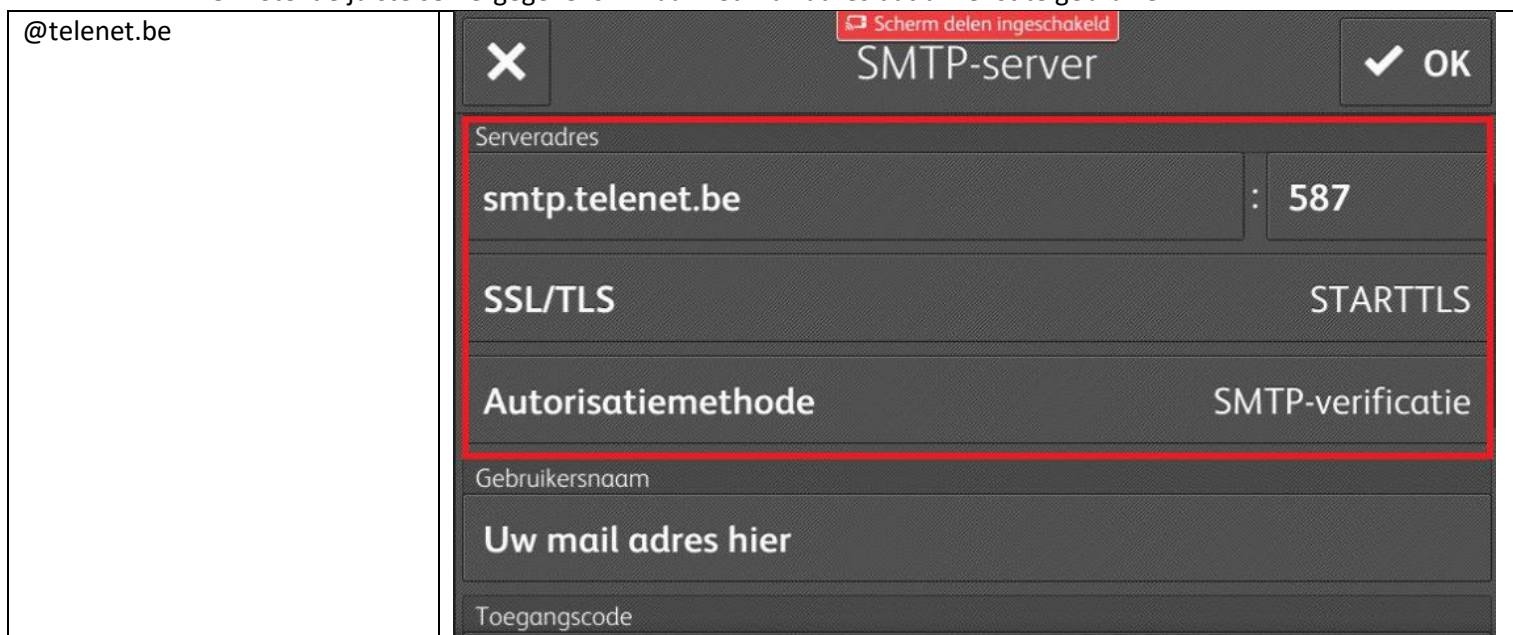 @telenet.be
Scherm delen ingeschakeld
SMTP-server
OK
Serveradres
smtp.telenet.be : 587
SSL/TLS STARTTLS
Autorisatiemethode SMTP-verificatie
Gebruikersnaam
Uw mail adres hier
Toegangscode